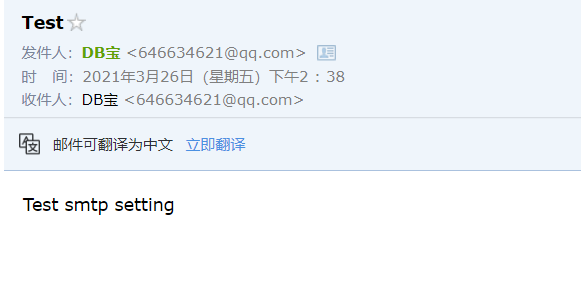 Test
发件人：DB宝 <646634621@qq.com>
时　间：2021年3月26日（星期五）下午2：38
收件人：DB宝 <646634621@qq.com>
邮件可翻译为中文 立即翻译
Test smtp setting